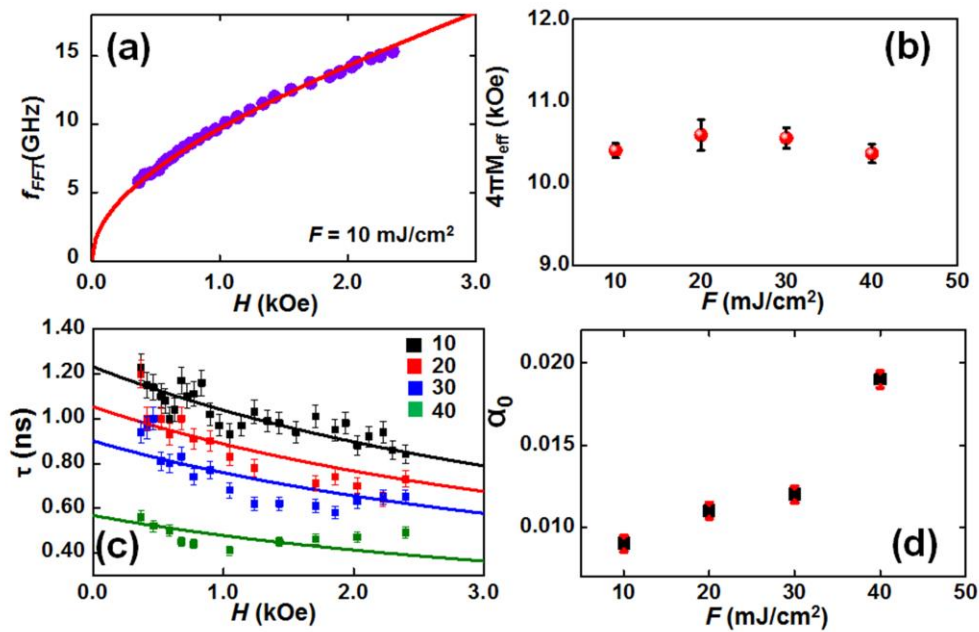 (a)
f_FFT(GHz)
15
10
5
0
0.0 1.0 2.0 3.0
H (kOe)
F = 10 mJ/cm²
(b)
4πM_eff (kOe)
12.0
11.0
10.0
9.0
10 20 30 40 50
F (mJ/cm²)
(c)
τ (ns)
1.40
1.20
1.00
0.80
0.60
0.40
0.0 1.0 2.0 3.0
H (kOe)
10
20
30
40
(d)
α₀
0.020
0.015
0.010
10 20 30 40 50
F (mJ/cm²)